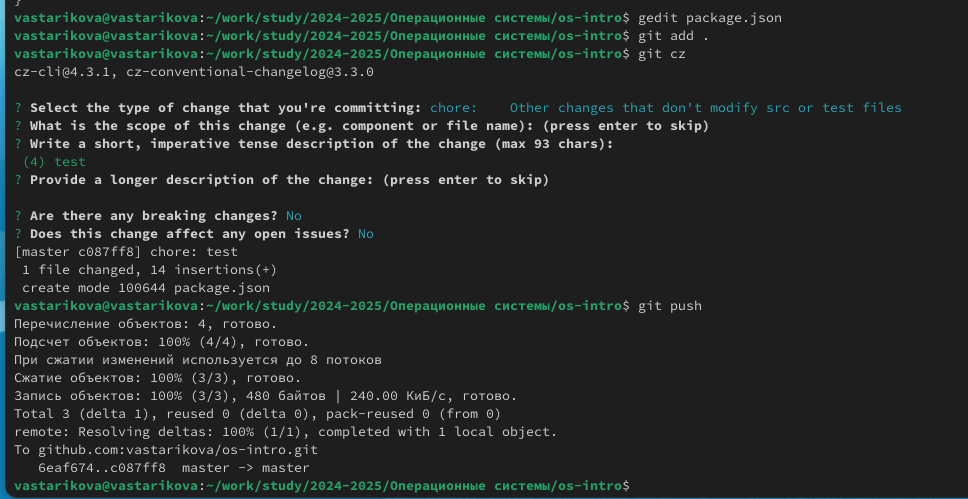 }
vastarikova@vastarikova:~/work/study/2024-2025/Операционные системы/os-intro$ gedit package.json
vastarikova@vastarikova:~/work/study/2024-2025/Операционные системы/os-intro$ git add .
vastarikova@vastarikova:~/work/study/2024-2025/Операционные системы/os-intro$ git cz
cz-cli@4.3.1, cz-conventional-changelog@3.3.0
? Select the type of change that you're committing: chore:    Other changes that don't modify src or test files
? What is the scope of this change (e.g. component or file name): (press enter to skip)
? Write a short, imperative tense description of the change (max 93 chars):
(4) test
? Provide a longer description of the change: (press enter to skip)
? Are there any breaking changes? No
? Does this change affect any open issues? No
[master c087ff8] chore: test
1 file changed, 14 insertions(+)
create mode 100644 package.json
vastarikova@vastarikova:~/work/study/2024-2025/Операционные системы/os-intro$ git push
Перечисление объектов: 4, готово.
Подсчет объектов: 100% (4/4), готово.
При сжатии изменений используется до 8 потоков
Сжатие объектов: 100% (3/3), готово.
Запись объектов: 100% (3/3), 480 байтов | 240.00 КиБ/с, готово.
Total 3 (delta 1), reused 0 (delta 0), pack-reused 0 (from 0)
remote: Resolving deltas: 100% (1/1), completed with 1 local object.
To github.com:vastarikova/os-intro.git
6eaf674..c087ff8  master -> master
vastarikova@vastarikova:~/work/study/2024-2025/Операционные системы/os-intro$